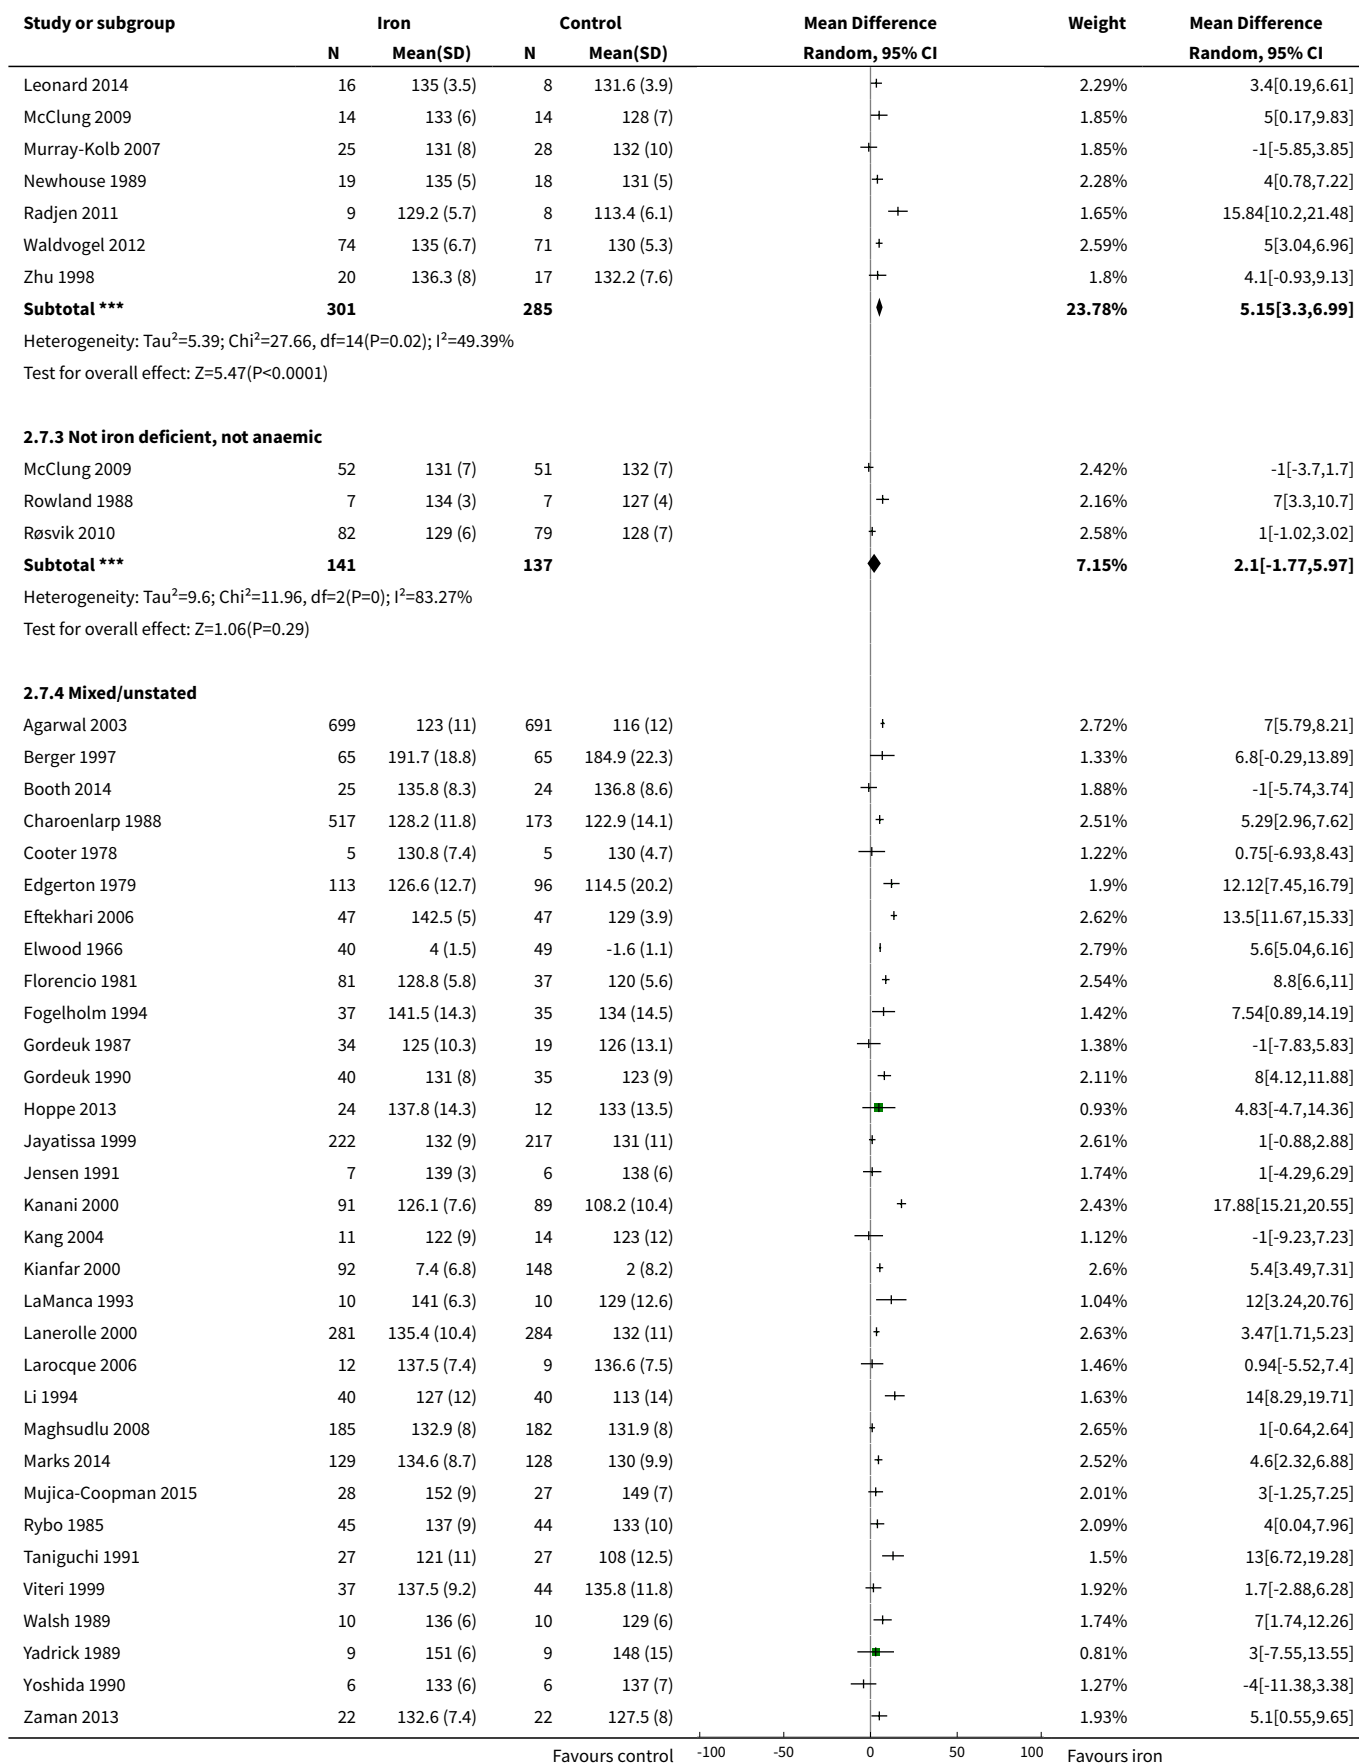 Study or subgroup Iron Control Mean Difference Weight Mean Difference
N Mean(SD) N Mean(SD) Random, 95% CI Random, 95% CI
Leonard 2014 16 135 (3.5) 8 131.6 (3.9) 2.29% 3.4[0.19,6.61]
McClung 2009 14 133 (6) 14 128 (7) 1.85% 5[0.17,9.83]
Murray-Kolb 2007 25 131 (8) 28 132 (10) 1.85% -1[-5.85,3.85]
Newhouse 1989 19 135 (5) 18 131 (5) 2.28% 4[0.78,7.22]
Radjen 2011 9 129.2 (5.7) 8 113.4 (6.1) 1.65% 15.84[10.2,21.48]
Waldvogel 2012 74 135 (6.7) 71 130 (5.3) 2.59% 5[3.04,6.96]
Zhu 1998 20 136.3 (8) 17 132.2 (7.6) 1.8% 4.1[-0.93,9.13]
Subtotal *** 301 285 23.78% 5.15[3.3,6.99]
Heterogeneity: Tau²=5.39; Chi²=27.66, df=14(P=0.02); I²=49.39%
Test for overall effect: Z=5.47(P<0.0001)
2.7.3 Not iron deficient, not anaemic
McClung 2009 52 131 (7) 51 132 (7) 2.42% -1[-3.7,1.7]
Rowland 1988 7 134 (3) 7 127 (4) 2.16% 7[3.3,10.7]
Røsvik 2010 82 129 (6) 79 128 (7) 2.58% 1[-1.02,3.02]
Subtotal *** 141 137 7.15% 2.1[-1.77,5.97]
Heterogeneity: Tau²=9.6; Chi²=11.96, df=2(P=0); I²=83.27%
Test for overall effect: Z=1.06(P=0.29)
2.7.4 Mixed/unstated
Agarwal 2003 699 123 (11) 691 116 (12) 2.72% 7[5.79,8.21]
Berger 1997 65 191.7 (18.8) 65 184.9 (22.3) 1.33% 6.8[-0.29,13.89]
Booth 2014 25 135.8 (8.3) 24 136.8 (8.6) 1.88% -1[-5.74,3.74]
Charoenlarp 1988 517 128.2 (11.8) 173 122.9 (14.1) 2.51% 5.29[2.96,7.62]
Cooter 1978 5 130.8 (7.4) 5 130 (4.7) 1.22% 0.75[-6.93,8.43]
Edgerton 1979 113 126.6 (12.7) 96 114.5 (20.2) 1.9% 12.12[7.45,16.79]
Eftekhari 2006 47 142.5 (5) 47 129 (3.9) 2.62% 13.5[11.67,15.33]
Elwood 1966 40 4 (1.5) 49 -1.6 (1.1) 2.79% 5.6[5.04,6.16]
Florencio 1981 81 128.8 (5.8) 37 120 (5.6) 2.54% 8.8[6.6,11]
Fogelholm 1994 37 141.5 (14.3) 35 134 (14.5) 1.42% 7.54[0.89,14.19]
Gordeuk 1987 34 125 (10.3) 19 126 (13.1) 1.38% -1[-7.83,5.83]
Gordeuk 1990 40 131 (8) 35 123 (9) 2.11% 8[4.12,11.88]
Hoppe 2013 24 137.8 (14.3) 12 133 (13.5) 0.93% 4.83[-4.7,14.36]
Jayatissa 1999 222 132 (9) 217 131 (11) 2.61% 1[-0.88,2.88]
Jensen 1991 7 139 (3) 6 138 (6) 1.74% 1[-4.29,6.29]
Kanani 2000 91 126.1 (7.6) 89 108.2 (10.4) 2.43% 17.88[15.21,20.55]
Kang 2004 11 122 (9) 14 123 (12) 1.12% -1[-9.23,7.23]
Kianfar 2000 92 7.4 (6.8) 148 2 (8.2) 2.6% 5.4[3.49,7.31]
LaManca 1993 10 141 (6.3) 10 129 (12.6) 1.04% 12[3.24,20.76]
Lanerolle 2000 281 135.4 (10.4) 284 132 (11) 2.63% 3.47[1.71,5.23]
Larocque 2006 12 137.5 (7.4) 9 136.6 (7.5) 1.46% 0.94[-5.52,7.4]
Li 1994 40 127 (12) 40 113 (14) 1.63% 14[8.29,19.71]
Maghsudlu 2008 185 132.9 (8) 182 131.9 (8) 2.65% 1[-0.64,2.64]
Marks 2014 129 134.6 (8.7) 128 130 (9.9) 2.52% 4.6[2.32,6.88]
Mujica-Coopman 2015 28 152 (9) 27 149 (7) 2.01% 3[-1.25,7.25]
Rybo 1985 45 137 (9) 44 133 (10) 2.09% 4[0.04,7.96]
Taniguchi 1991 27 121 (11) 27 108 (12.5) 1.5% 13[6.72,19.28]
Viteri 1999 37 137.5 (9.2) 44 135.8 (11.8) 1.92% 1.7[-2.88,6.28]
Walsh 1989 10 136 (6) 10 129 (6) 1.74% 7[1.74,12.26]
Yadrick 1989 9 151 (6) 9 148 (15) 0.81% 3[-7.55,13.55]
Yoshida 1990 6 133 (6) 6 137 (7) 1.27% -4[-11.38,3.38]
Zaman 2013 22 132.6 (7.4) 22 127.5 (8) 1.93% 5.1[0.55,9.65]
Favours control -100 -50 0 50 100 Favours iron